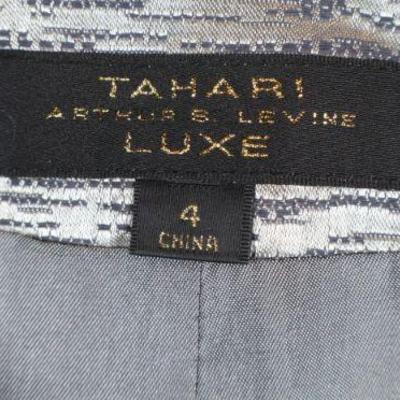 TAHARI
ARTHUR S. LEVINE
LUXE
4
CHINA